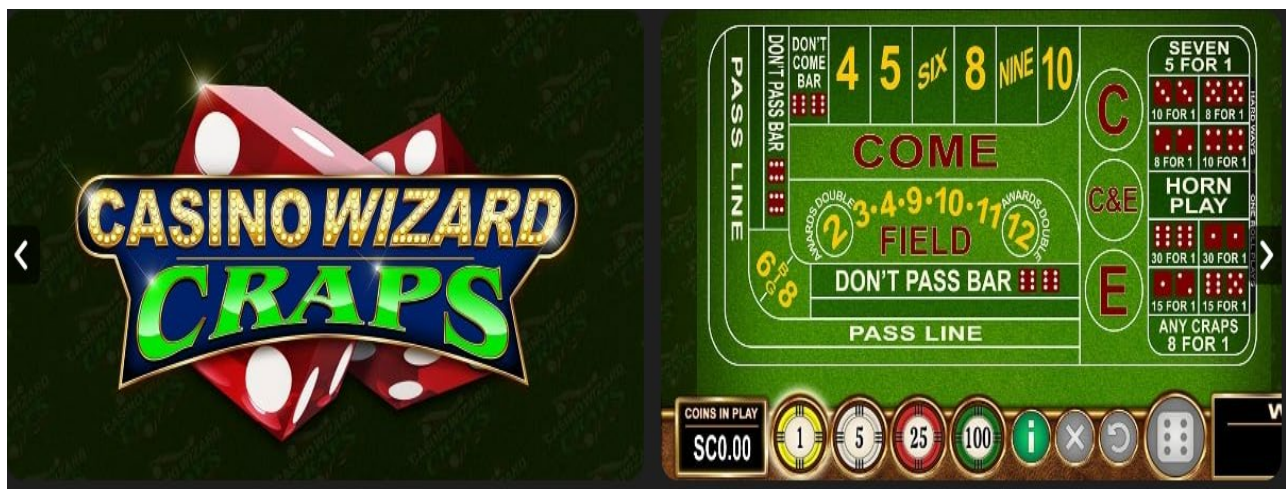 CASINO WIZARD
CRAPS
PASS LINE
DON'T PASS BAR
DON'T
COME
BAR
4 5 SIX 8 NINE 10
COME
AWARDS DOUBLE
2
3·4·9·10·11
AWARDS DOUBLE
12
FIELD
6 8
B
G
DON'T PASS BAR
PASS LINE
C
C&E
E
SEVEN
5 FOR 1
10 FOR 1 8 FOR 1
8 FOR 1 10 FOR 1
HARD WAYS
HORN
PLAY
30 FOR 1 30 FOR 1
15 FOR 1 15 FOR 1
ONE ROLL PLAYS
ANY CRAPS
8 FOR 1
COINS IN PLAY
SC0.00
1 5 25 100 i
W